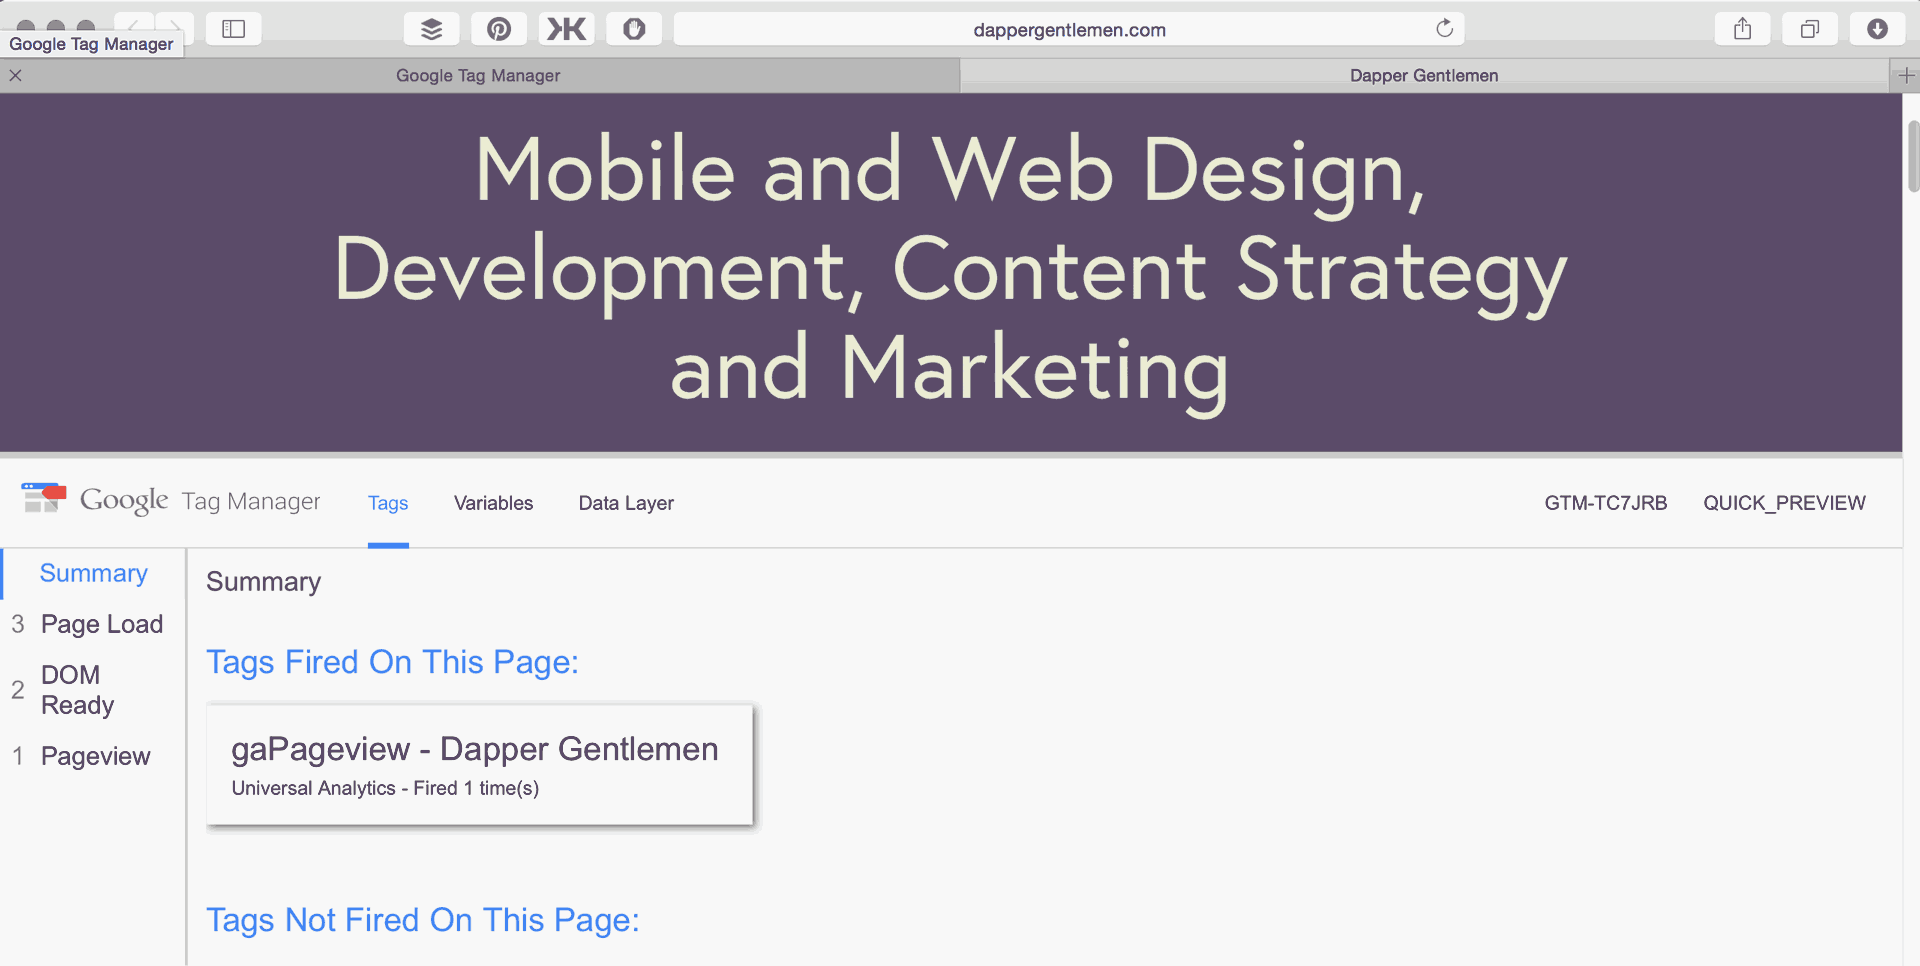 dappergentlemen.com
Google Tag Manager
Google Tag Manager
Dapper Gentlemen
Mobile and Web Design,
Development, Content Strategy
and Marketing
Google Tag Manager
Tags
Variables
Data Layer
GTM-TC7JRB
QUICK_PREVIEW
Summary
3 Page Load
2 DOM
Ready
1 Pageview
Summary
Tags Fired On This Page:
gaPageview - Dapper Gentlemen
Universal Analytics - Fired 1 time(s)
Tags Not Fired On This Page: